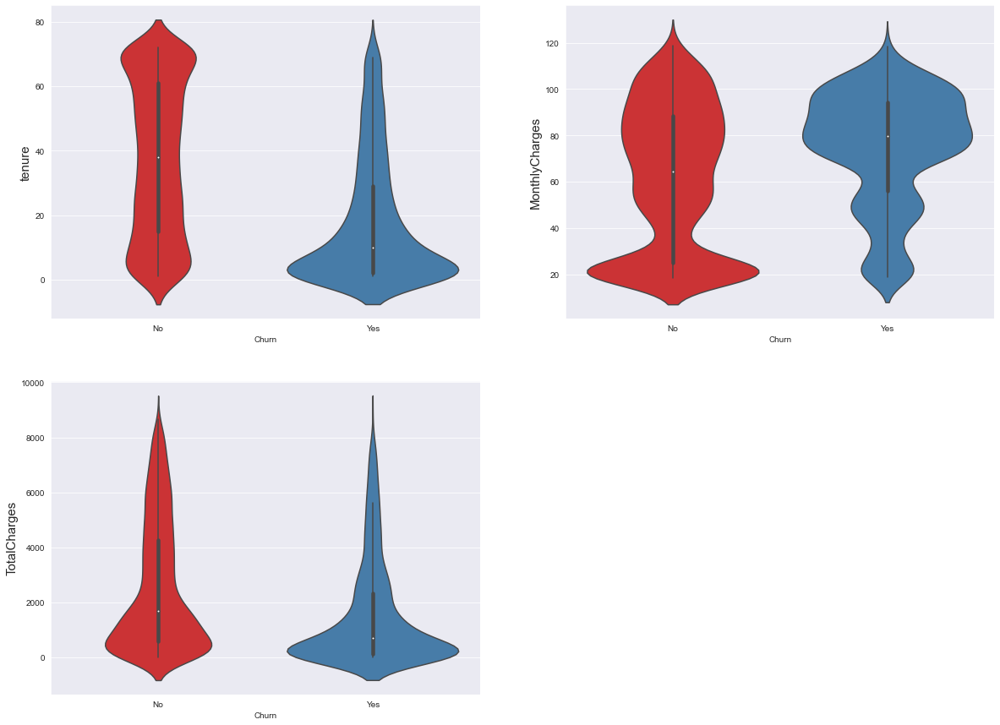 80
60
40
20
0
tenure
No
Yes
Churn
120
100
80
60
40
20
MonthlyCharges
No
Yes
Churn
10000
8000
6000
4000
2000
0
TotalCharges
No
Yes
Churn